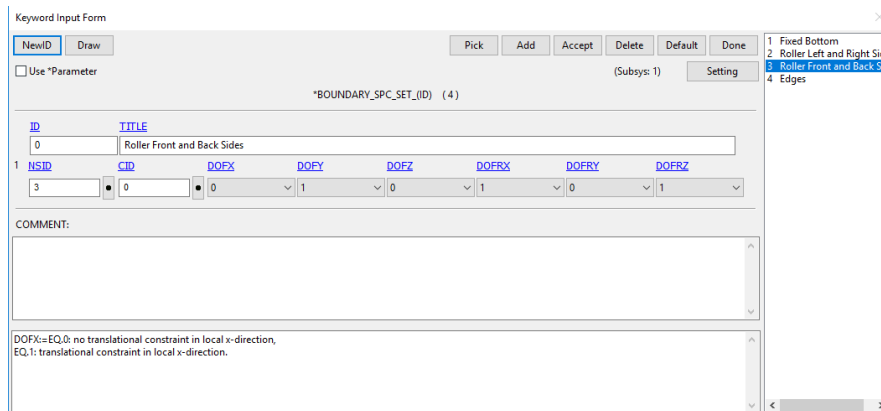 Keyword Input Form
NewID Draw Pick Add Accept Delete Default Done
Use *Parameter (Subsys: 1) Setting
*BOUNDARY_SPC_SET_(ID) (4)
ID TITLE
0 Roller Front and Back Sides
1 NSID CID DOFX DOFY DOFZ DOFRX DOFRY DOFRZ
3 0 0 1 0 1 0 1
COMMENT:
DOFX:=EQ.0: no translational constraint in local x-direction,
EQ.1: translational constraint in local x-direction.
1 Fixed Bottom
2 Roller Left and Right Si
3 Roller Front and Back S
4 Edges